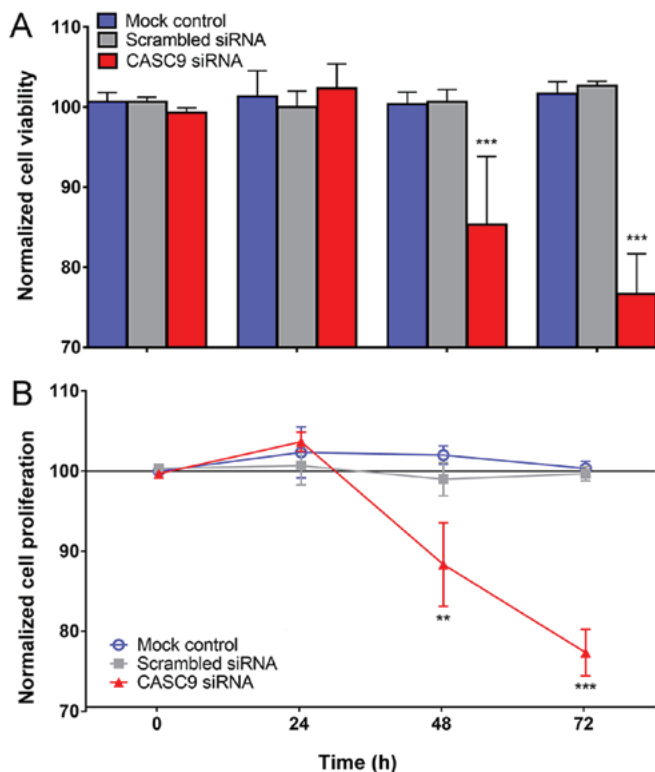 A
Mock control
Scrambled siRNA
CASC9 siRNA
Normalized cell viability
110
100
90
80
70
***
***
B
Normalized cell proliferation
110
100
90
80
70
**
***
Mock control
Scrambled siRNA
CASC9 siRNA
0 24 48 72
Time (h)